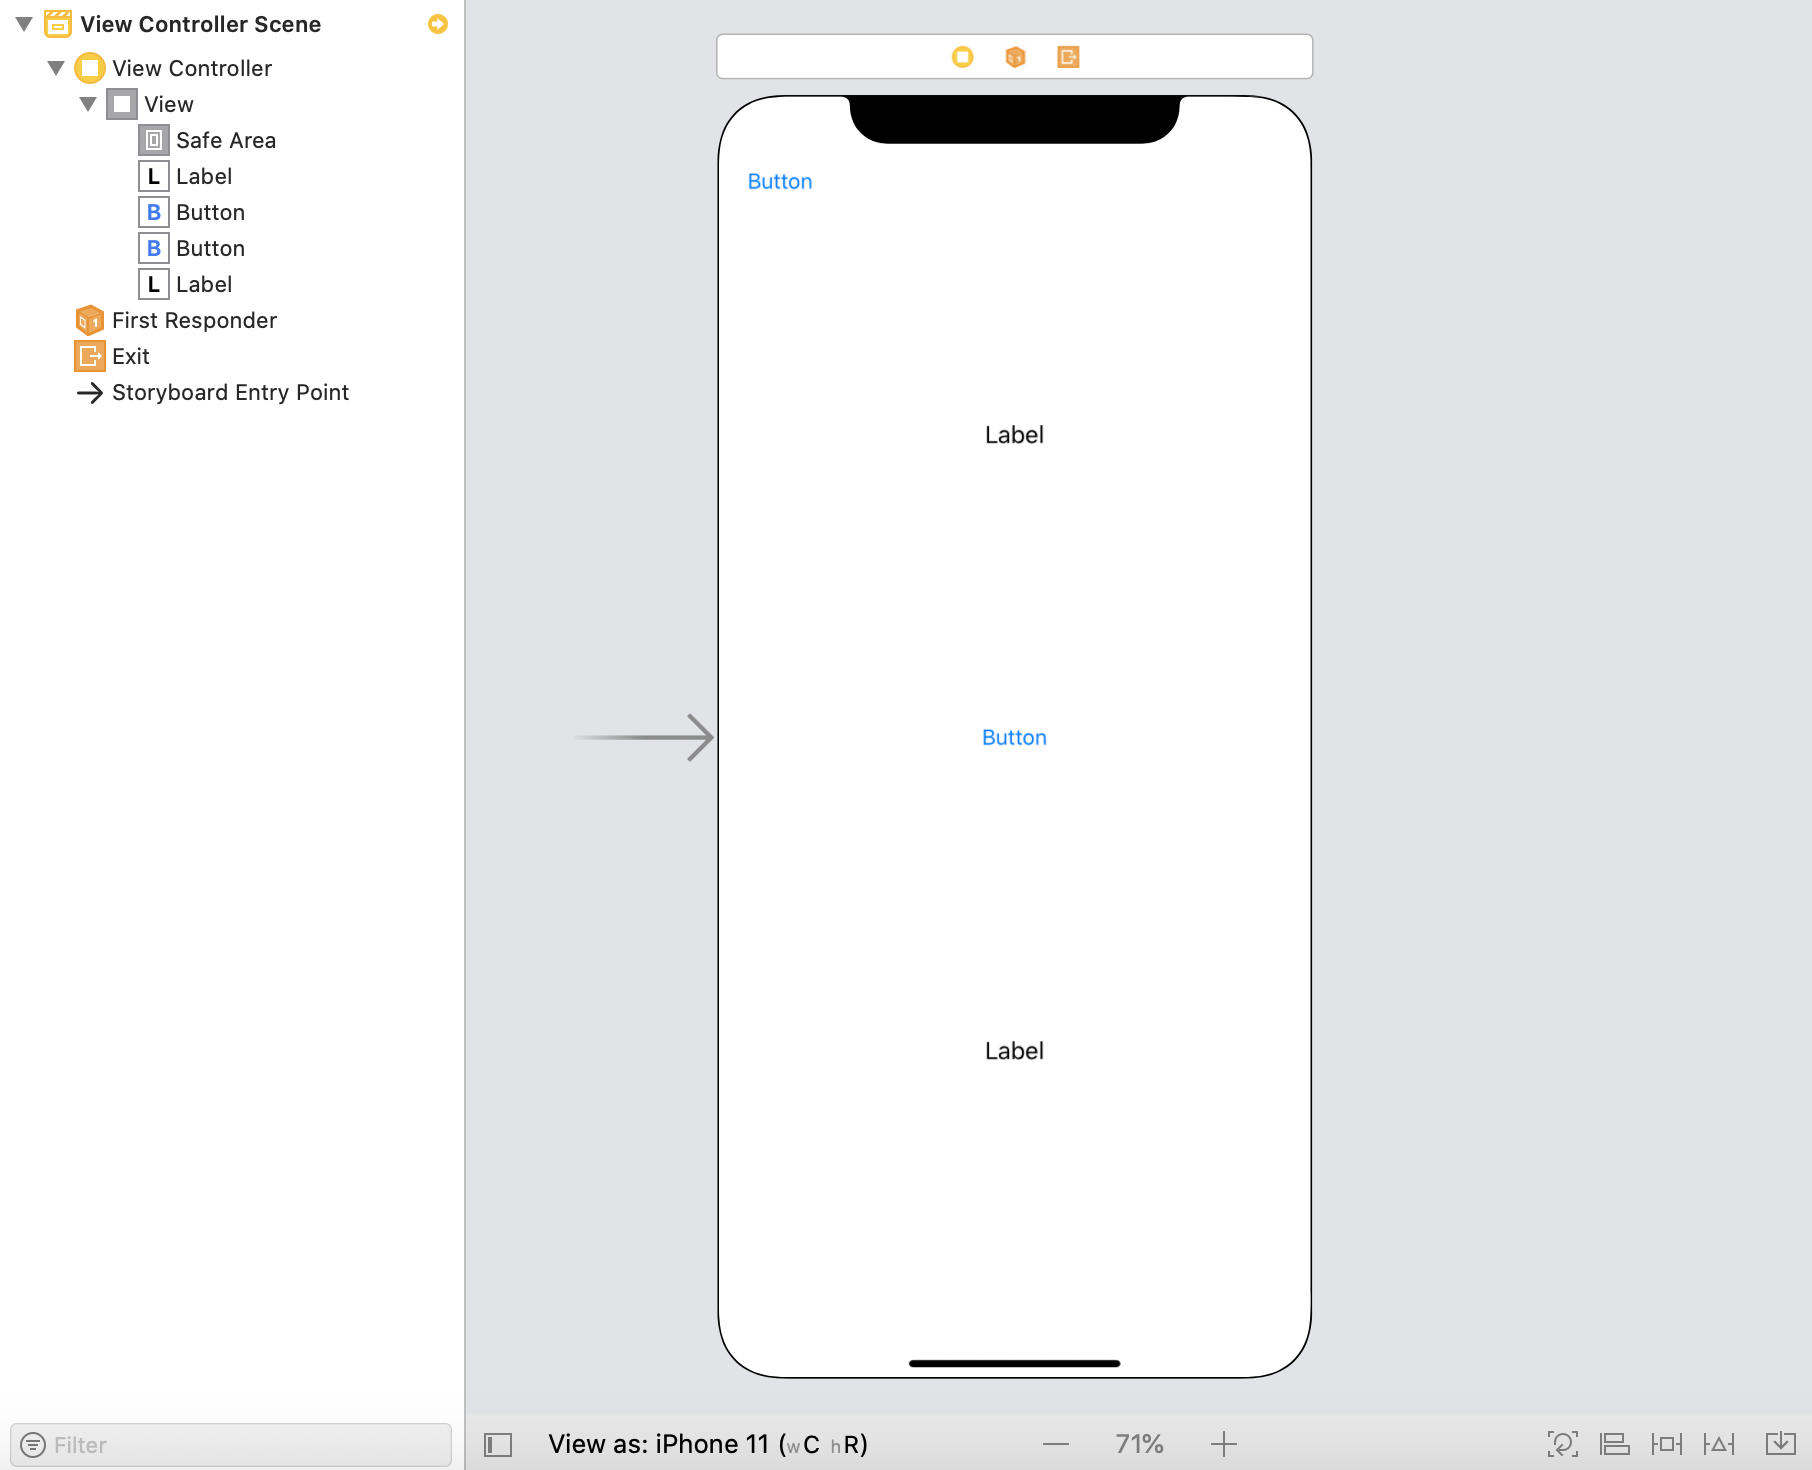 View Controller Scene
View Controller
View
Safe Area
L Label
B Button
B Button
L Label
First Responder
Exit
Storyboard Entry Point
Filter
Button
Label
Button
Label
View as: iPhone 11 (wC hR)
71%